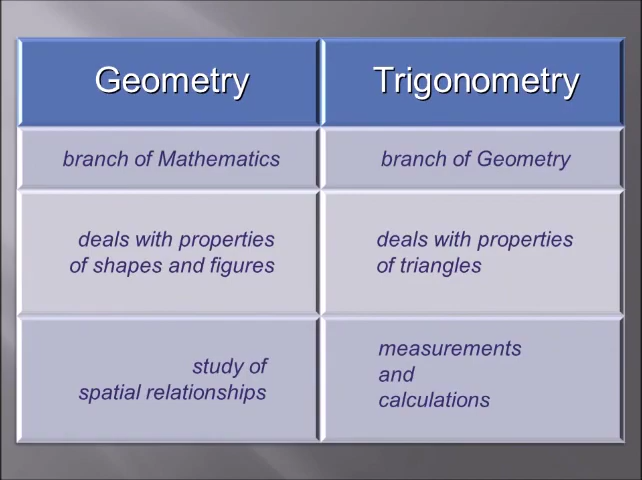 Geometry
Trigonometry
branch of Mathematics
branch of Geometry
deals with properties
of shapes and figures
deals with properties
of triangles
study of
spatial relationships
measurements
and
calculations